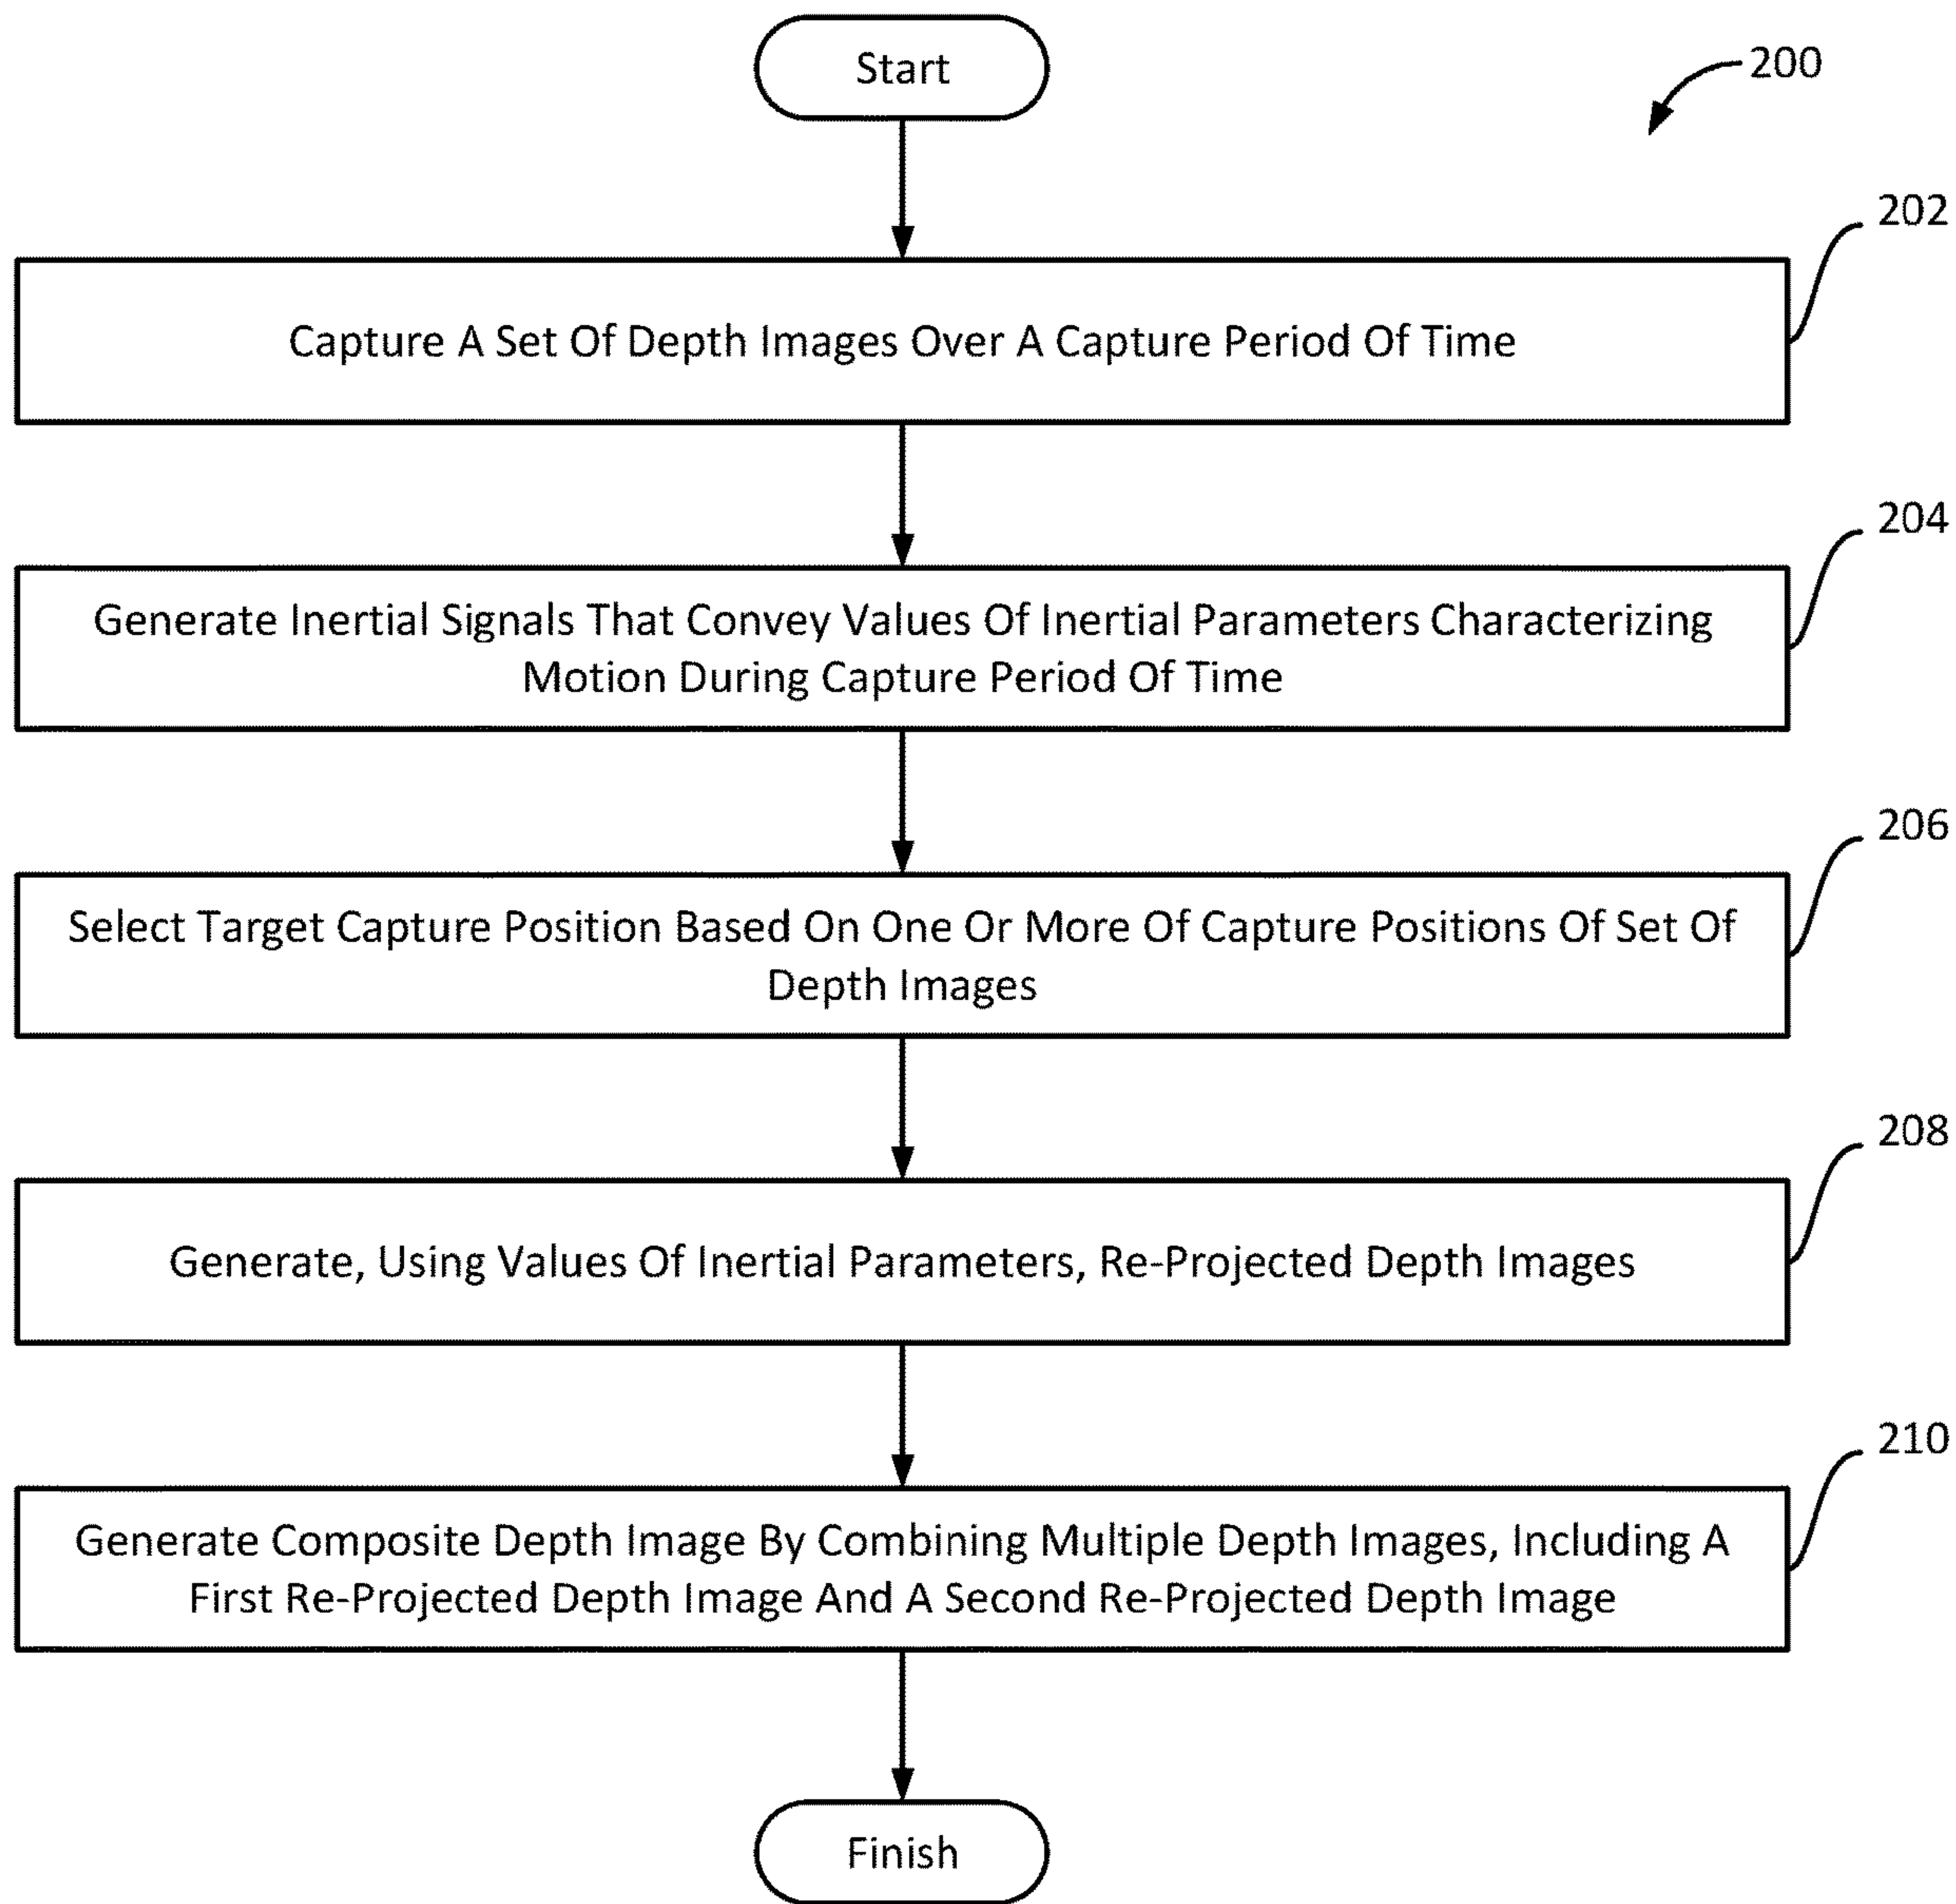 Start
200
202
Capture A Set Of Depth Images Over A Capture Period Of Time
204
Generate Inertial Signals That Convey Values Of Inertial Parameters Characterizing
Motion During Capture Period Of Time
206
Select Target Capture Position Based On One Or More Of Capture Positions Of Set Of
Depth Images
208
Generate, Using Values Of Inertial Parameters, Re-Projected Depth Images
210
Generate Composite Depth Image By Combining Multiple Depth Images, Including A
First Re-Projected Depth Image And A Second Re-Projected Depth Image
Finish